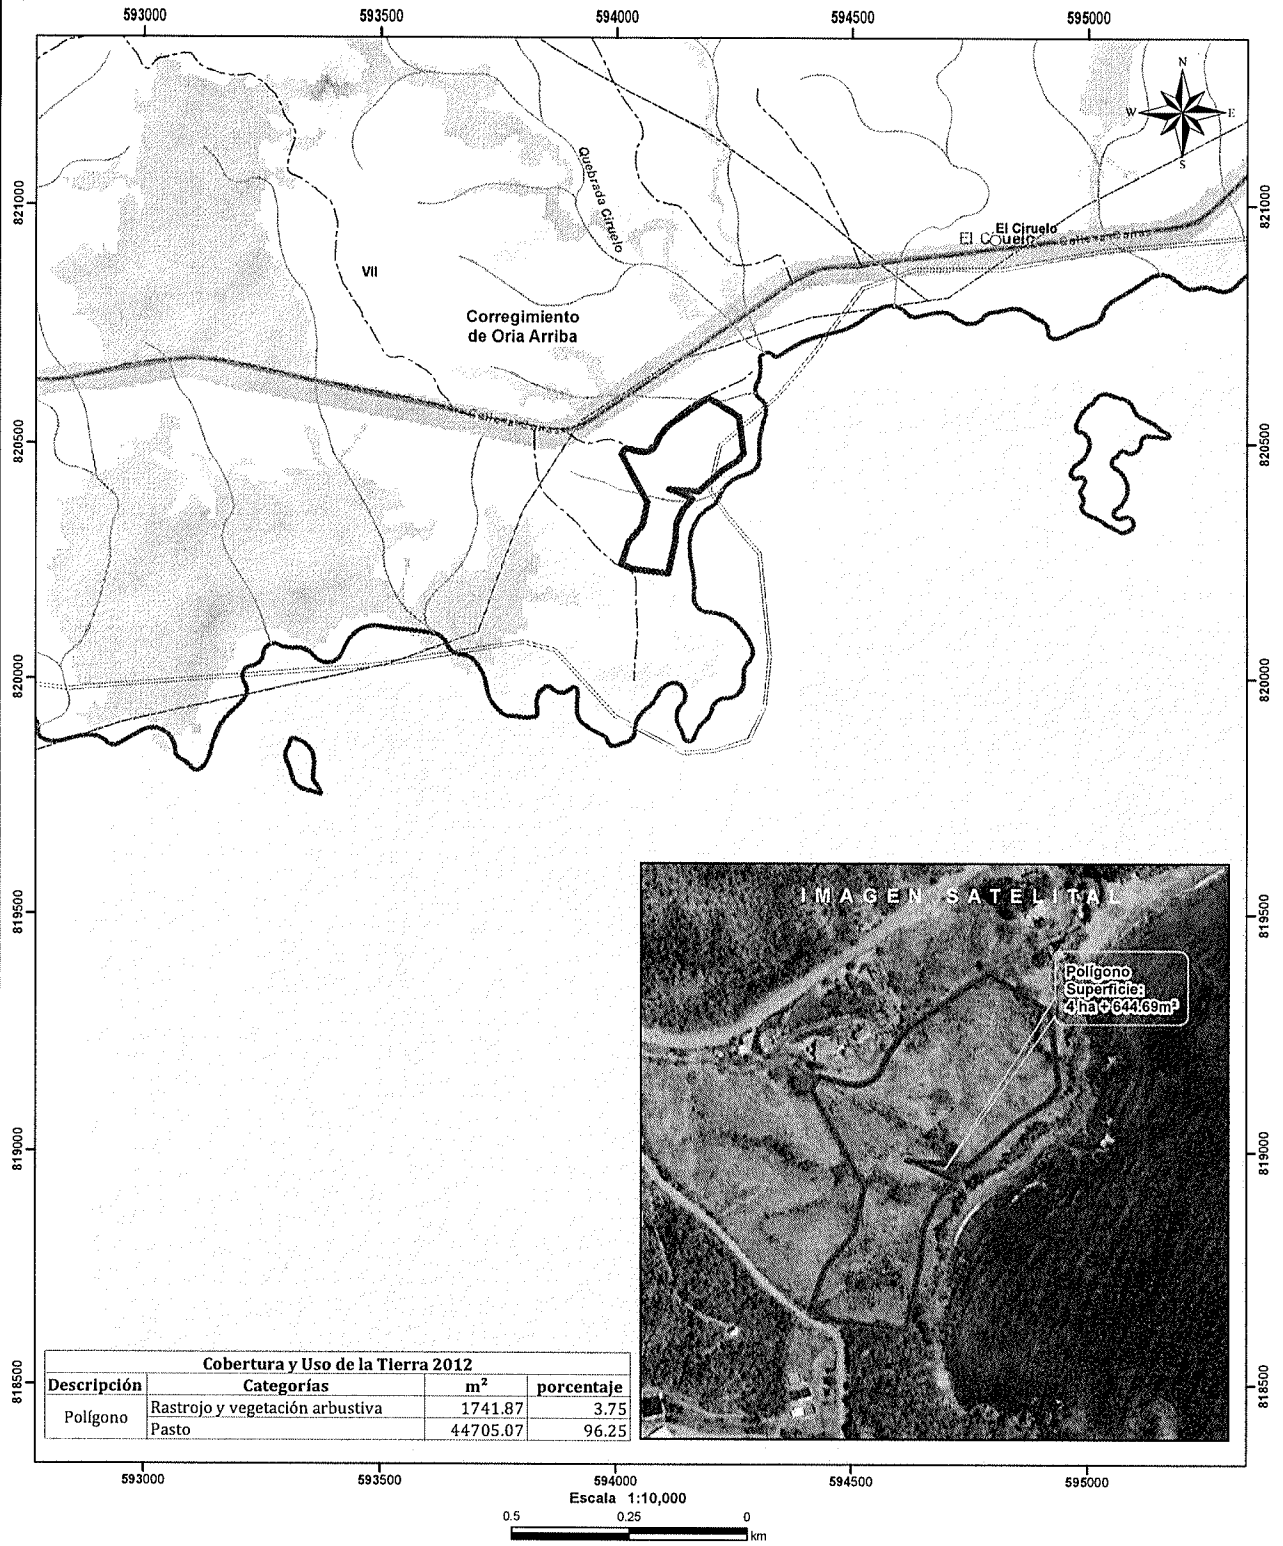 593000 593500 594000 594500 595000
N
W E
S
821000 821000
Quebrada Ciruelo
El Ciruelo
VII
Corregimiento
de Oria Arriba
820500 820500
820000 820000
819500 819500
IMAGEN SATELITAL
Polígono
Superficie:
4 ha + 644.69m²
819000 819000
818500 818500
Cobertura y Uso de la Tierra 2012
Descripción Categorías m² porcentaje
Polígono Rastrojo y vegetación arbustiva 1741.87 3.75
Pasto 44705.07 96.25
593000 593500 594000 594500 595000
Escala 1:10,000
0.5 0.25 0
km